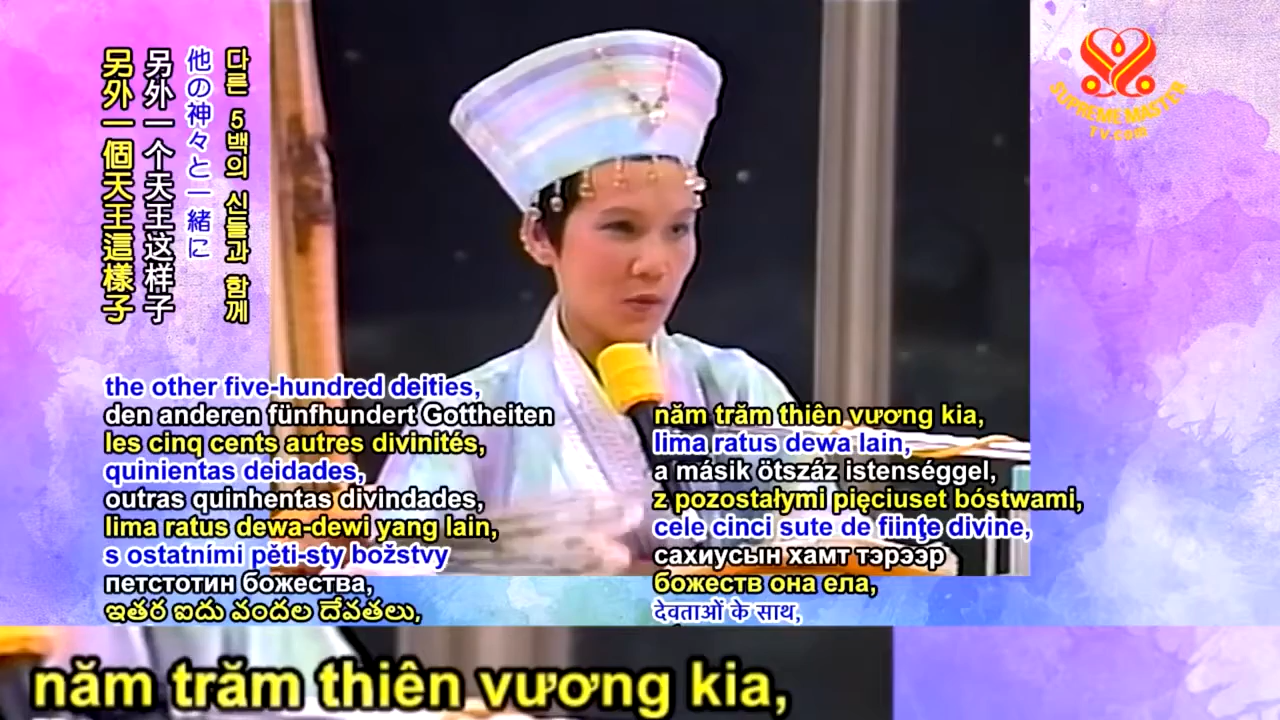 다른 5백의 신들과 함께
他の神々と一緒に
另外一个天王这样子
另外一個天王這樣子
SUPREME MASTER
TV.COM
the other five-hundred deities,
den anderen fünfhundert Gottheiten
les cinq cents autres divinités,
quinientas deidades,
outras quinhentas divindades,
lima ratus dewa-dewi yang lain,
s ostatními pěti-sty božstvy
петстотин божества,
ఇతర ఐదు వందల దేవతలు,
năm trăm thiên vương kia,
lima ratus dewa lain,
a másik ötszáz istenséggel,
z pozostałymi pięciuset bóstwami,
cele cinci sute de fiinţe divine,
сахиусын хамт тэрээр
божеств она ела,
देवताओं के साथ,
năm trăm thiên vương kia,